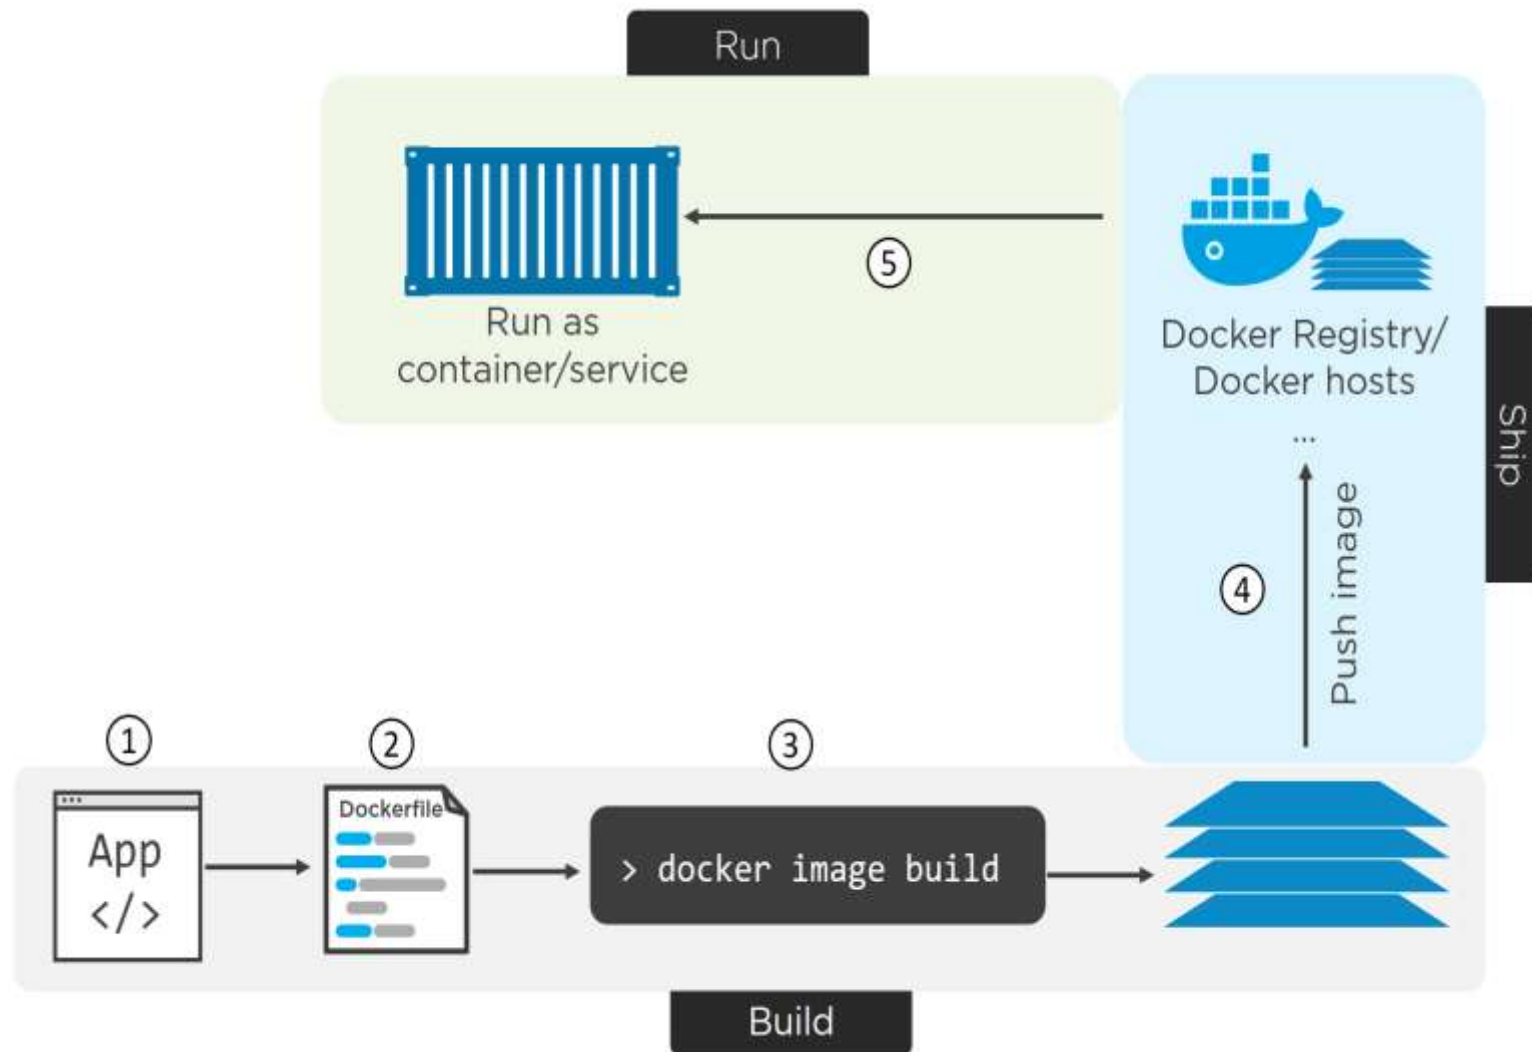 Run
Run as
container/service
5
Docker Registry/
Docker hosts
...
Ship
4
Push image
1
2
3
App
</>
Dockerfile
> docker image build
Build